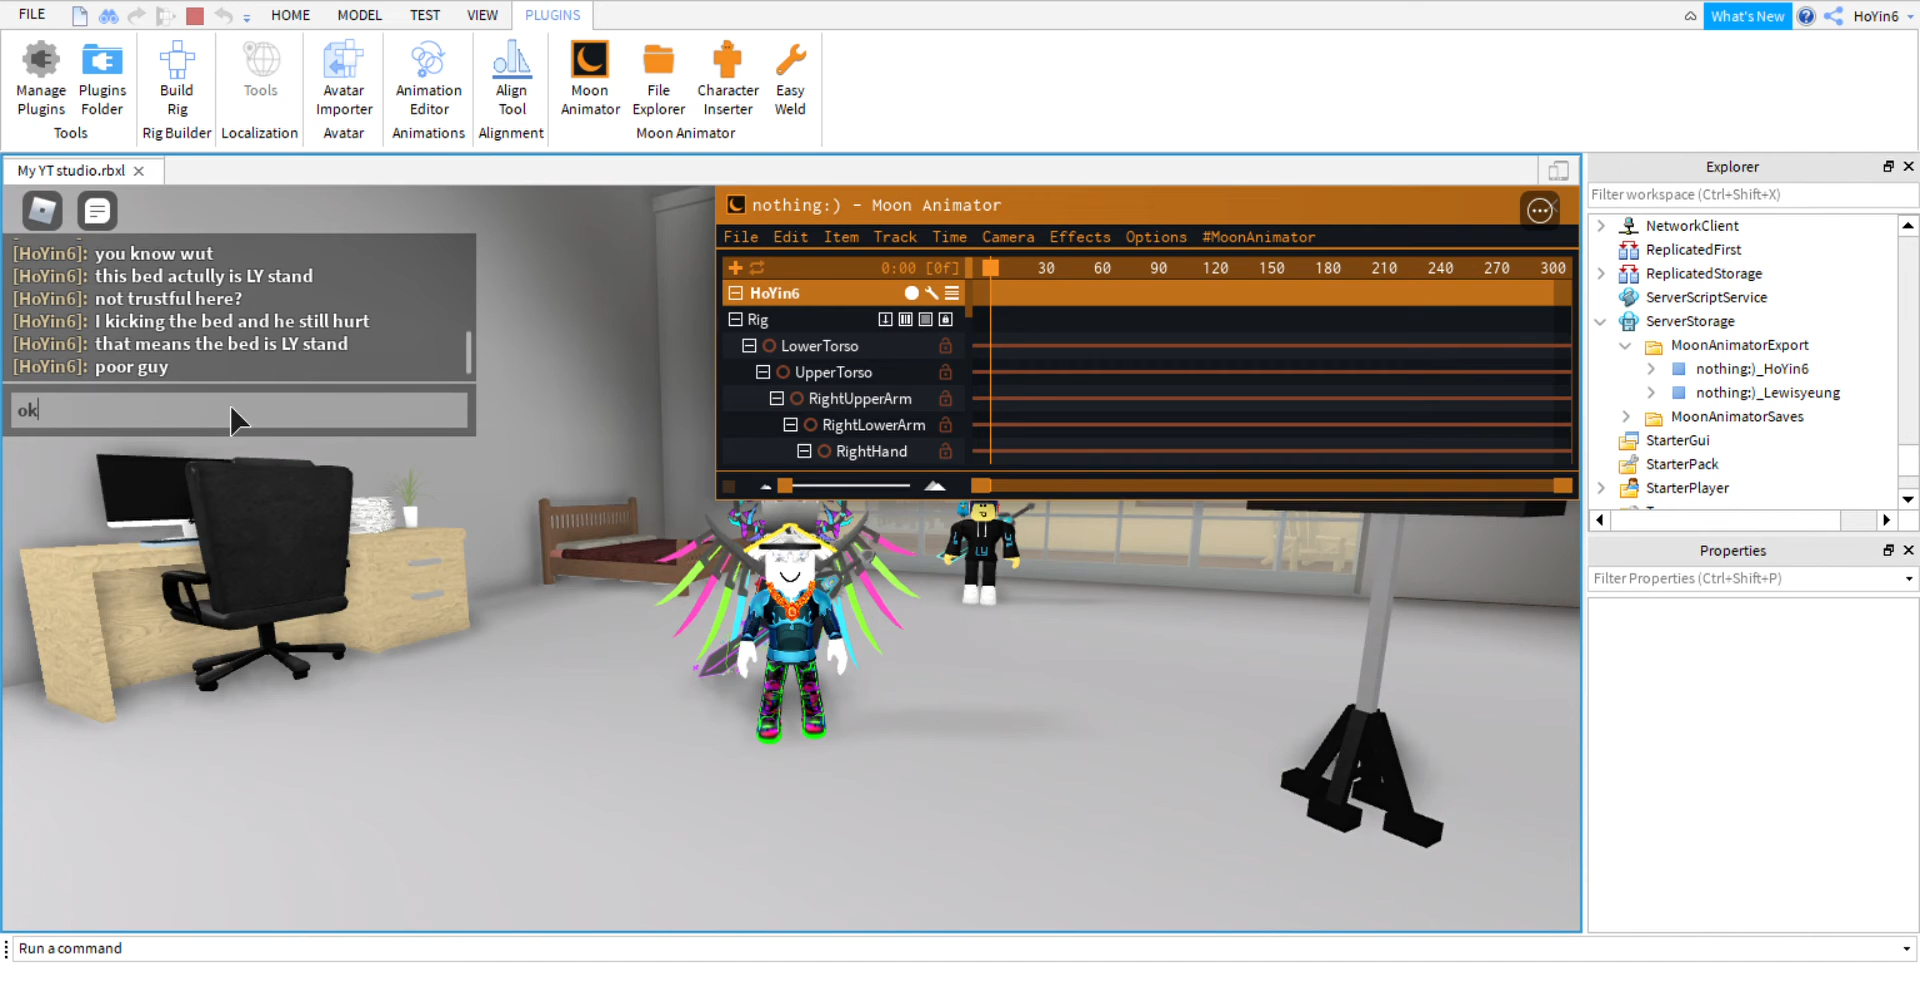 FILE HOME MODEL TEST VIEW PLUGINS What's New HoYin6
Manage Plugins
Plugins Folder
Build Rig
Tools
Avatar Importer
Animation Editor
Align Tool
Moon Animator
File Explorer
Character Inserter
Easy Weld
Tools Rig Builder Localization Avatar Animations Alignment Moon Animator
My YT studio.rbxl
[HoYin6]: you know wut
[HoYin6]: this bed actully is LY stand
[HoYin6]: not trustful here?
[HoYin6]: I kicking the bed and he still hurt
[HoYin6]: that means the bed is LY stand
[HoYin6]: poor guy
ok
nothing:) - Moon Animator
File Edit Item Track Time Camera Effects Options #MoonAnimator
0:00 [0f] 30 60 90 120 150 180 210 240 270 300
HoYin6
Rig
LowerTorso
UpperTorso
RightUpperArm
RightLowerArm
RightHand
LY
Explorer
Filter workspace (Ctrl+Shift+X)
NetworkClient
ReplicatedFirst
ReplicatedStorage
ServerScriptService
ServerStorage
MoonAnimatorExport
nothing:)_HoYin6
nothing:)_Lewisyeung
MoonAnimatorSaves
StarterGui
StarterPack
StarterPlayer
Properties
Filter Properties (Ctrl+Shift+P)
Run a command